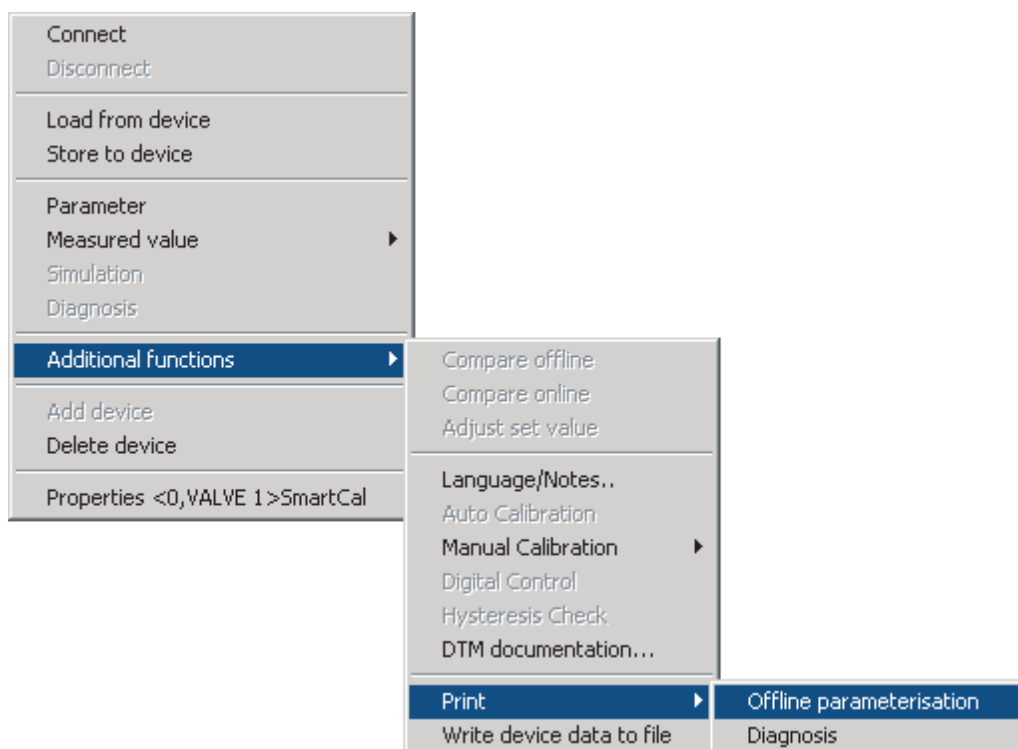 Connect
Disconnect
Load from device
Store to device
Parameter
Measured value
Simulation
Diagnosis
Additional functions
Add device
Delete device
Properties <0,VALVE 1>SmartCal
Compare offline
Compare online
Adjust set value
Language/Notes..
Auto Calibration
Manual Calibration
Digital Control
Hysteresis Check
DTM documentation...
Print
Write device data to file
Offline parameterisation
Diagnosis